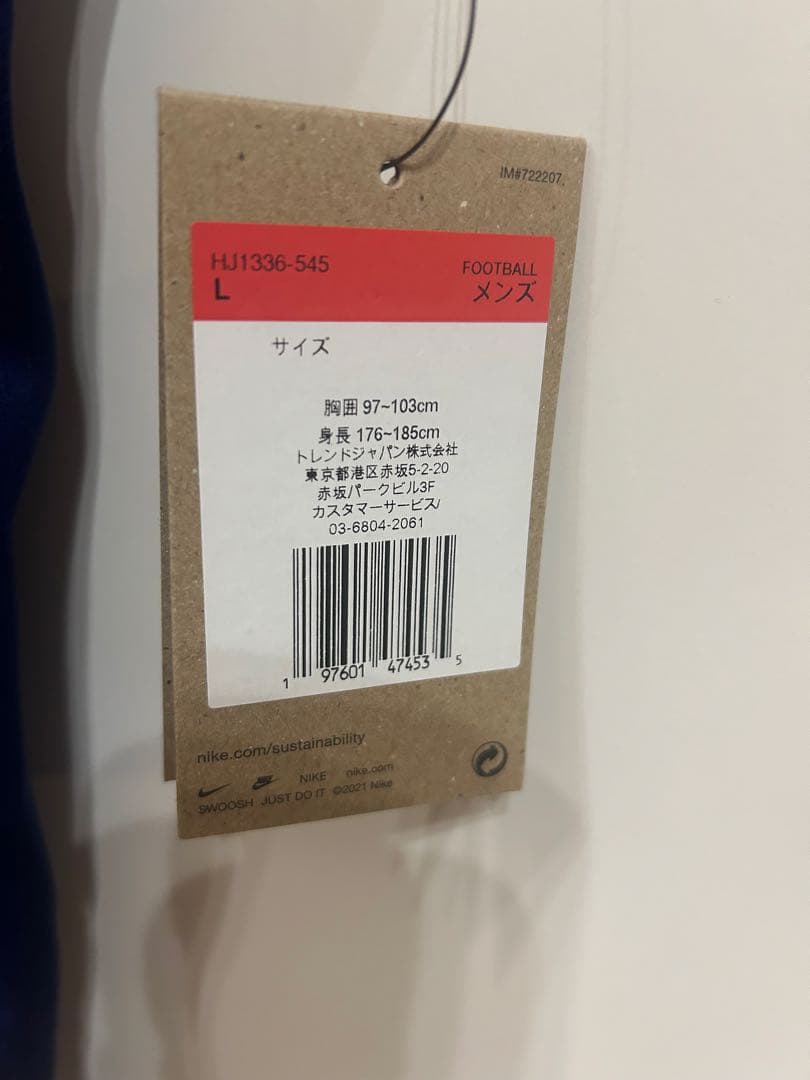 IM#722207
HJ1336-545
FOOTBALL
L
メンズ
サイズ
胸囲 97~103cm
身長 176~185cm
トレンドジャパン株式会社
東京都港区赤坂5-2-20
赤坂パークビル3F
カスタマーサービス/
03-6804-2061
1 97601 47453 5
nike.com/sustainability
NIKE nike.com
SWOOSH JUST DO IT ©2021 Nike